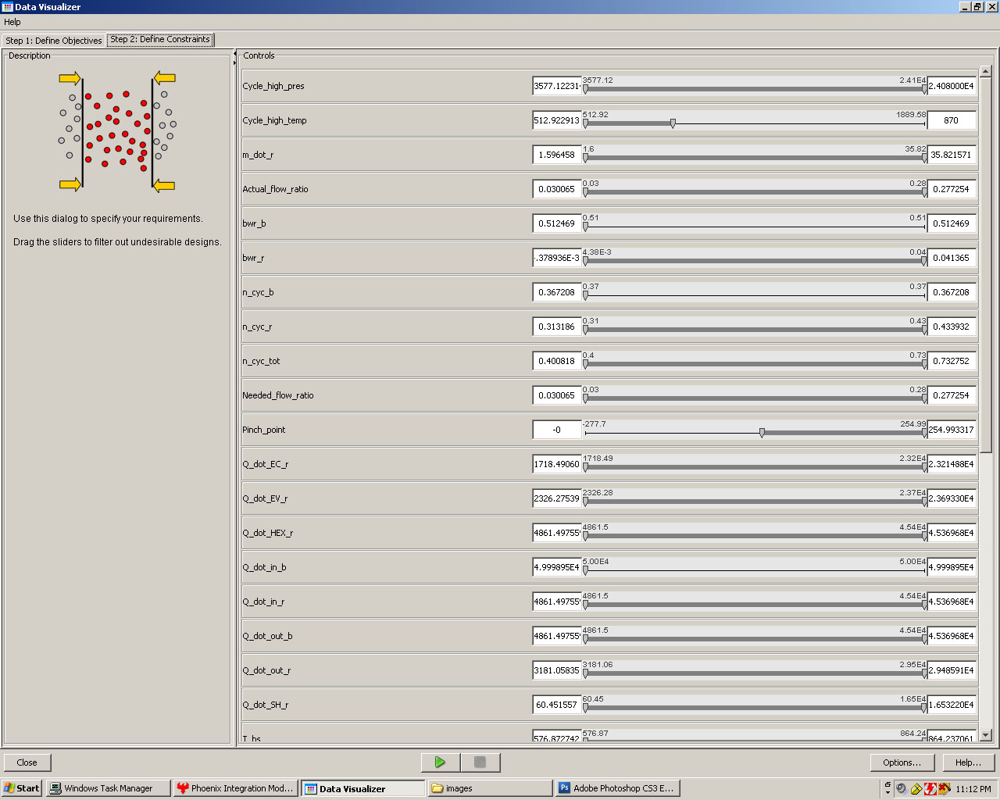 Data Visualizer
Help
Step 1: Define Objectives
Step 2: Define Constraints
Description
Use this dialog to specify your requirements.
Drag the sliders to filter out undesirable designs.
Controls
Cycle_high_pres 3577.12231 3577.12 2.41E4 2.408000E4
Cycle_high_temp 512.922913 512.92 1889.58 870
m_dot_r 1.596458 1.6 35.82 35.821571
Actual_flow_ratio 0.030065 0.03 0.28 0.277254
bwr_b 0.512469 0.51 0.51 0.512469
bwr_r .378936E-3 4.38E-3 0.04 0.041365
n_cyc_b 0.367208 0.37 0.37 0.367208
n_cyc_r 0.313186 0.31 0.43 0.433932
n_cyc_tot 0.400818 0.4 0.73 0.732752
Needed_flow_ratio 0.030065 0.03 0.28 0.277254
Pinch_point -0 -277.7 254.99 254.993317
Q_dot_EC_r 1718.49060 1718.49 2.32E4 2.321488E4
Q_dot_EV_r 2326.27539 2326.28 2.37E4 2.369330E4
Q_dot_HEX_r 4861.49755 4861.5 4.54E4 4.536968E4
Q_dot_in_b 4.999895E4 5.00E4 5.00E4 4.999895E4
Q_dot_in_r 4861.49755 4861.5 4.54E4 4.536968E4
Q_dot_out_b 4861.49755 4861.5 4.54E4 4.536968E4
Q_dot_out_r 3181.05835 3181.06 2.95E4 2.948591E4
Q_dot_SH_r 60.451557 60.45 1.65E4 1.653220E4
T_hs 576.872742 576.87 864.24 864.237061
Close
Options...
Help...
Start
Windows Task Manager
Phoenix Integration Mod...
Data Visualizer
images
Adobe Photoshop CS3 E...
11:12 PM